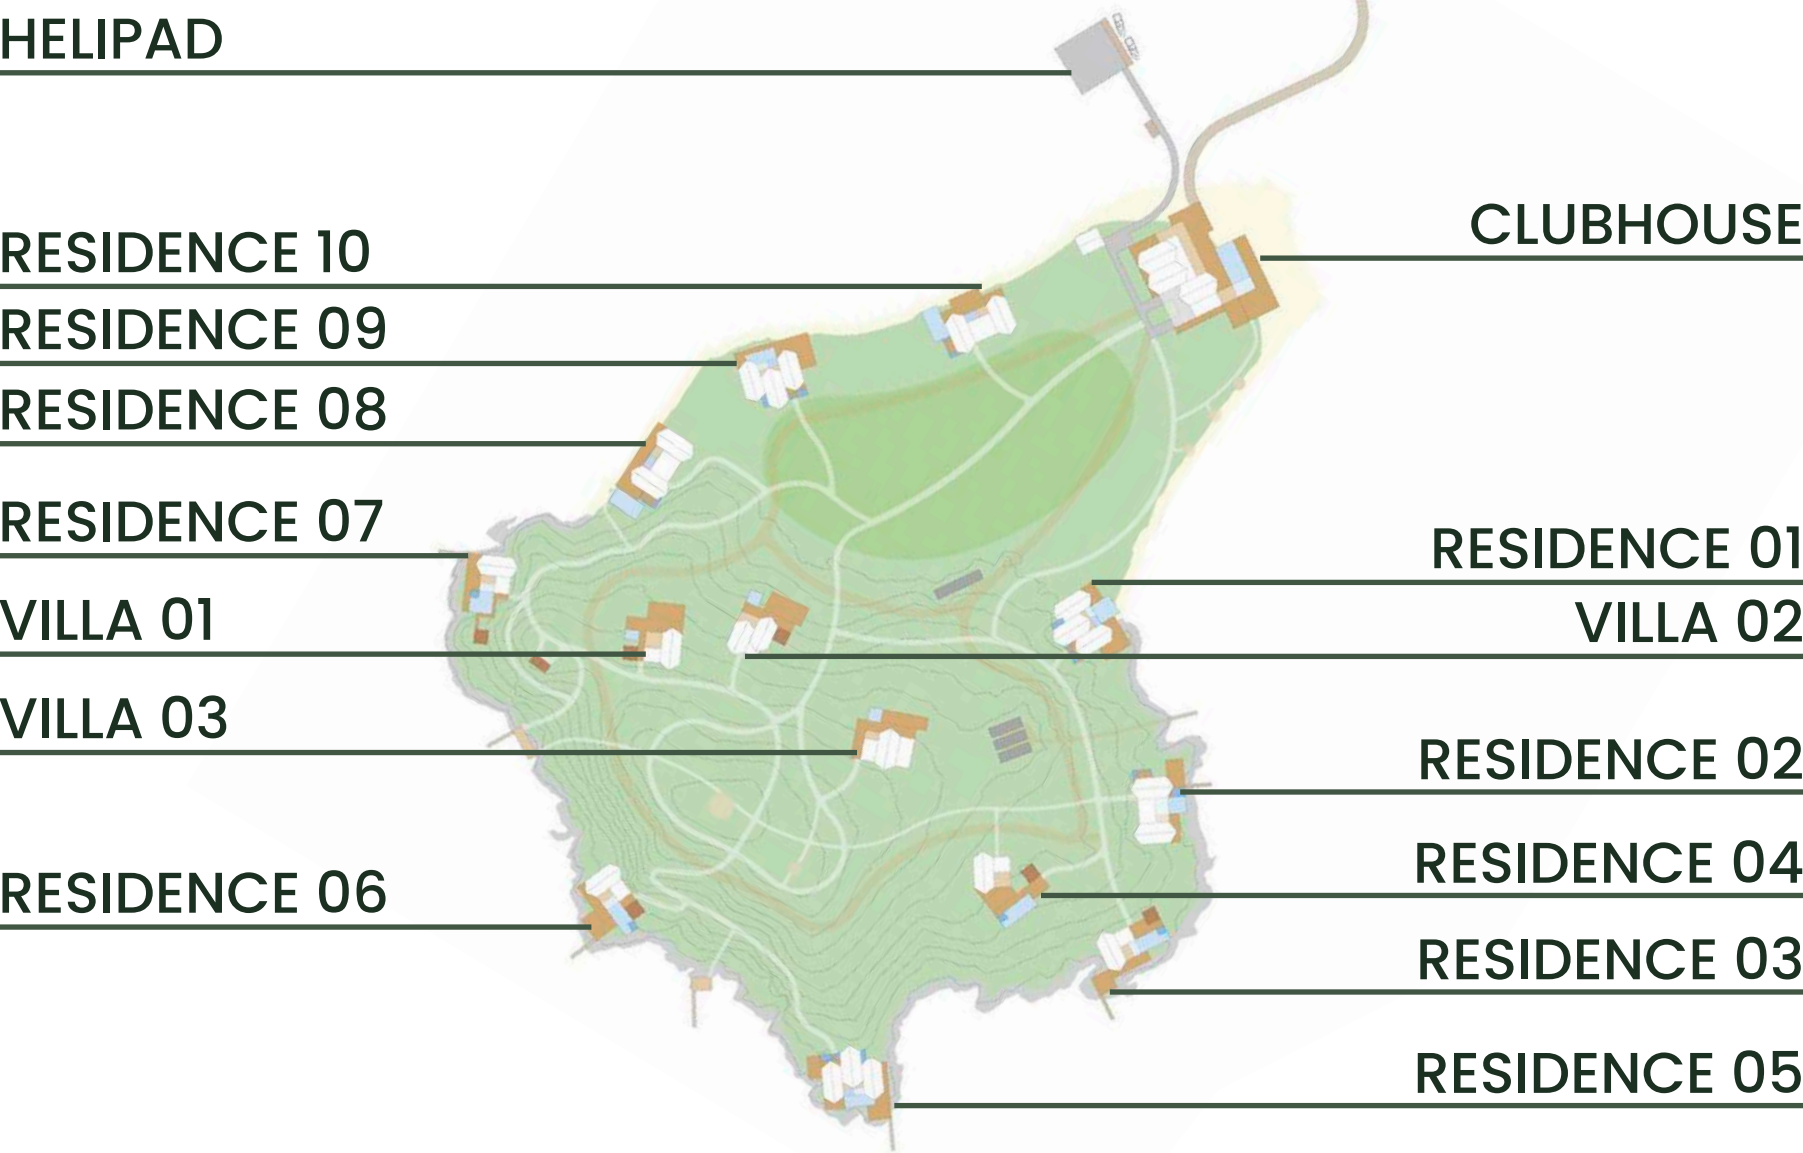 HELIPAD
RESIDENCE 10
RESIDENCE 09
RESIDENCE 08
RESIDENCE 07
VILLA 01
VILLA 03
RESIDENCE 06
CLUBHOUSE
RESIDENCE 01
VILLA 02
RESIDENCE 02
RESIDENCE 04
RESIDENCE 03
RESIDENCE 05